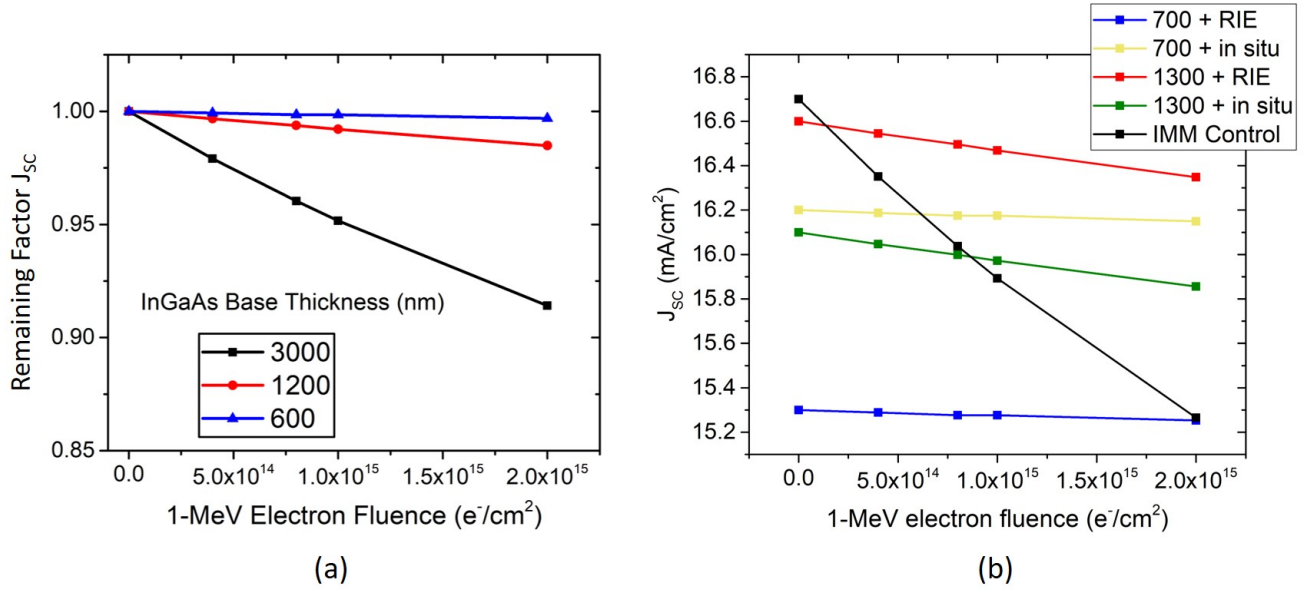 (a)
1.00
0.95
0.90
0.85
Remaining Factor J_SC
InGaAs Base Thickness (nm)
3000
1200
600
0.0
5.0x10^14
1.0x10^15
1.5x10^15
2.0x10^15
1-MeV Electron Fluence (e^-/cm^2)
(a)
(b)
700 + RIE
700 + in situ
1300 + RIE
1300 + in situ
IMM Control
16.8
16.6
16.4
16.2
16.0
15.8
15.6
15.4
15.2
J_SC (mA/cm^2)
0.0
5.0x10^14
1.0x10^15
1.5x10^15
2.0x10^15
1-MeV electron fluence (e^-/cm^2)
(b)